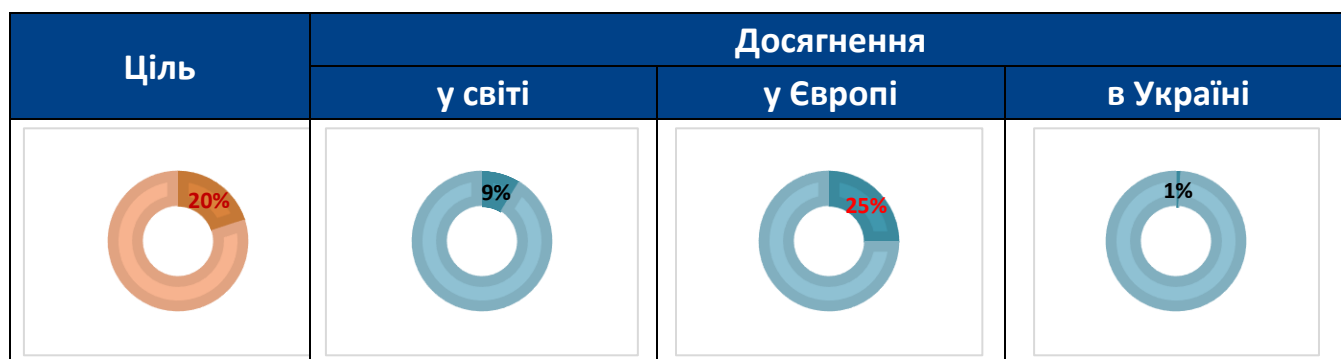 Ціль
Досягнення
у світі
у Європі
в Україні
20%
9%
25%
1%